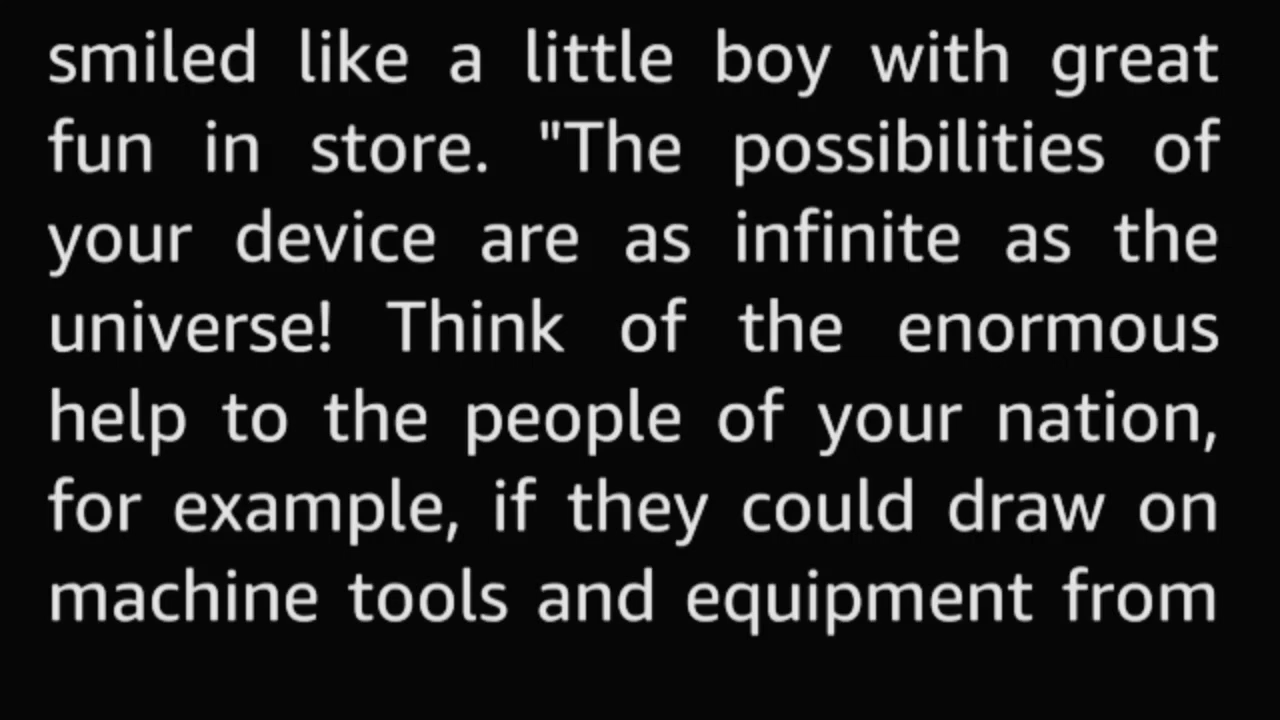 smiled like a little boy with great
fun in store. "The possibilities of
your device are as infinite as the
universe! Think of the enormous
help to the people of your nation,
for example, if they could draw on
machine tools and equipment from